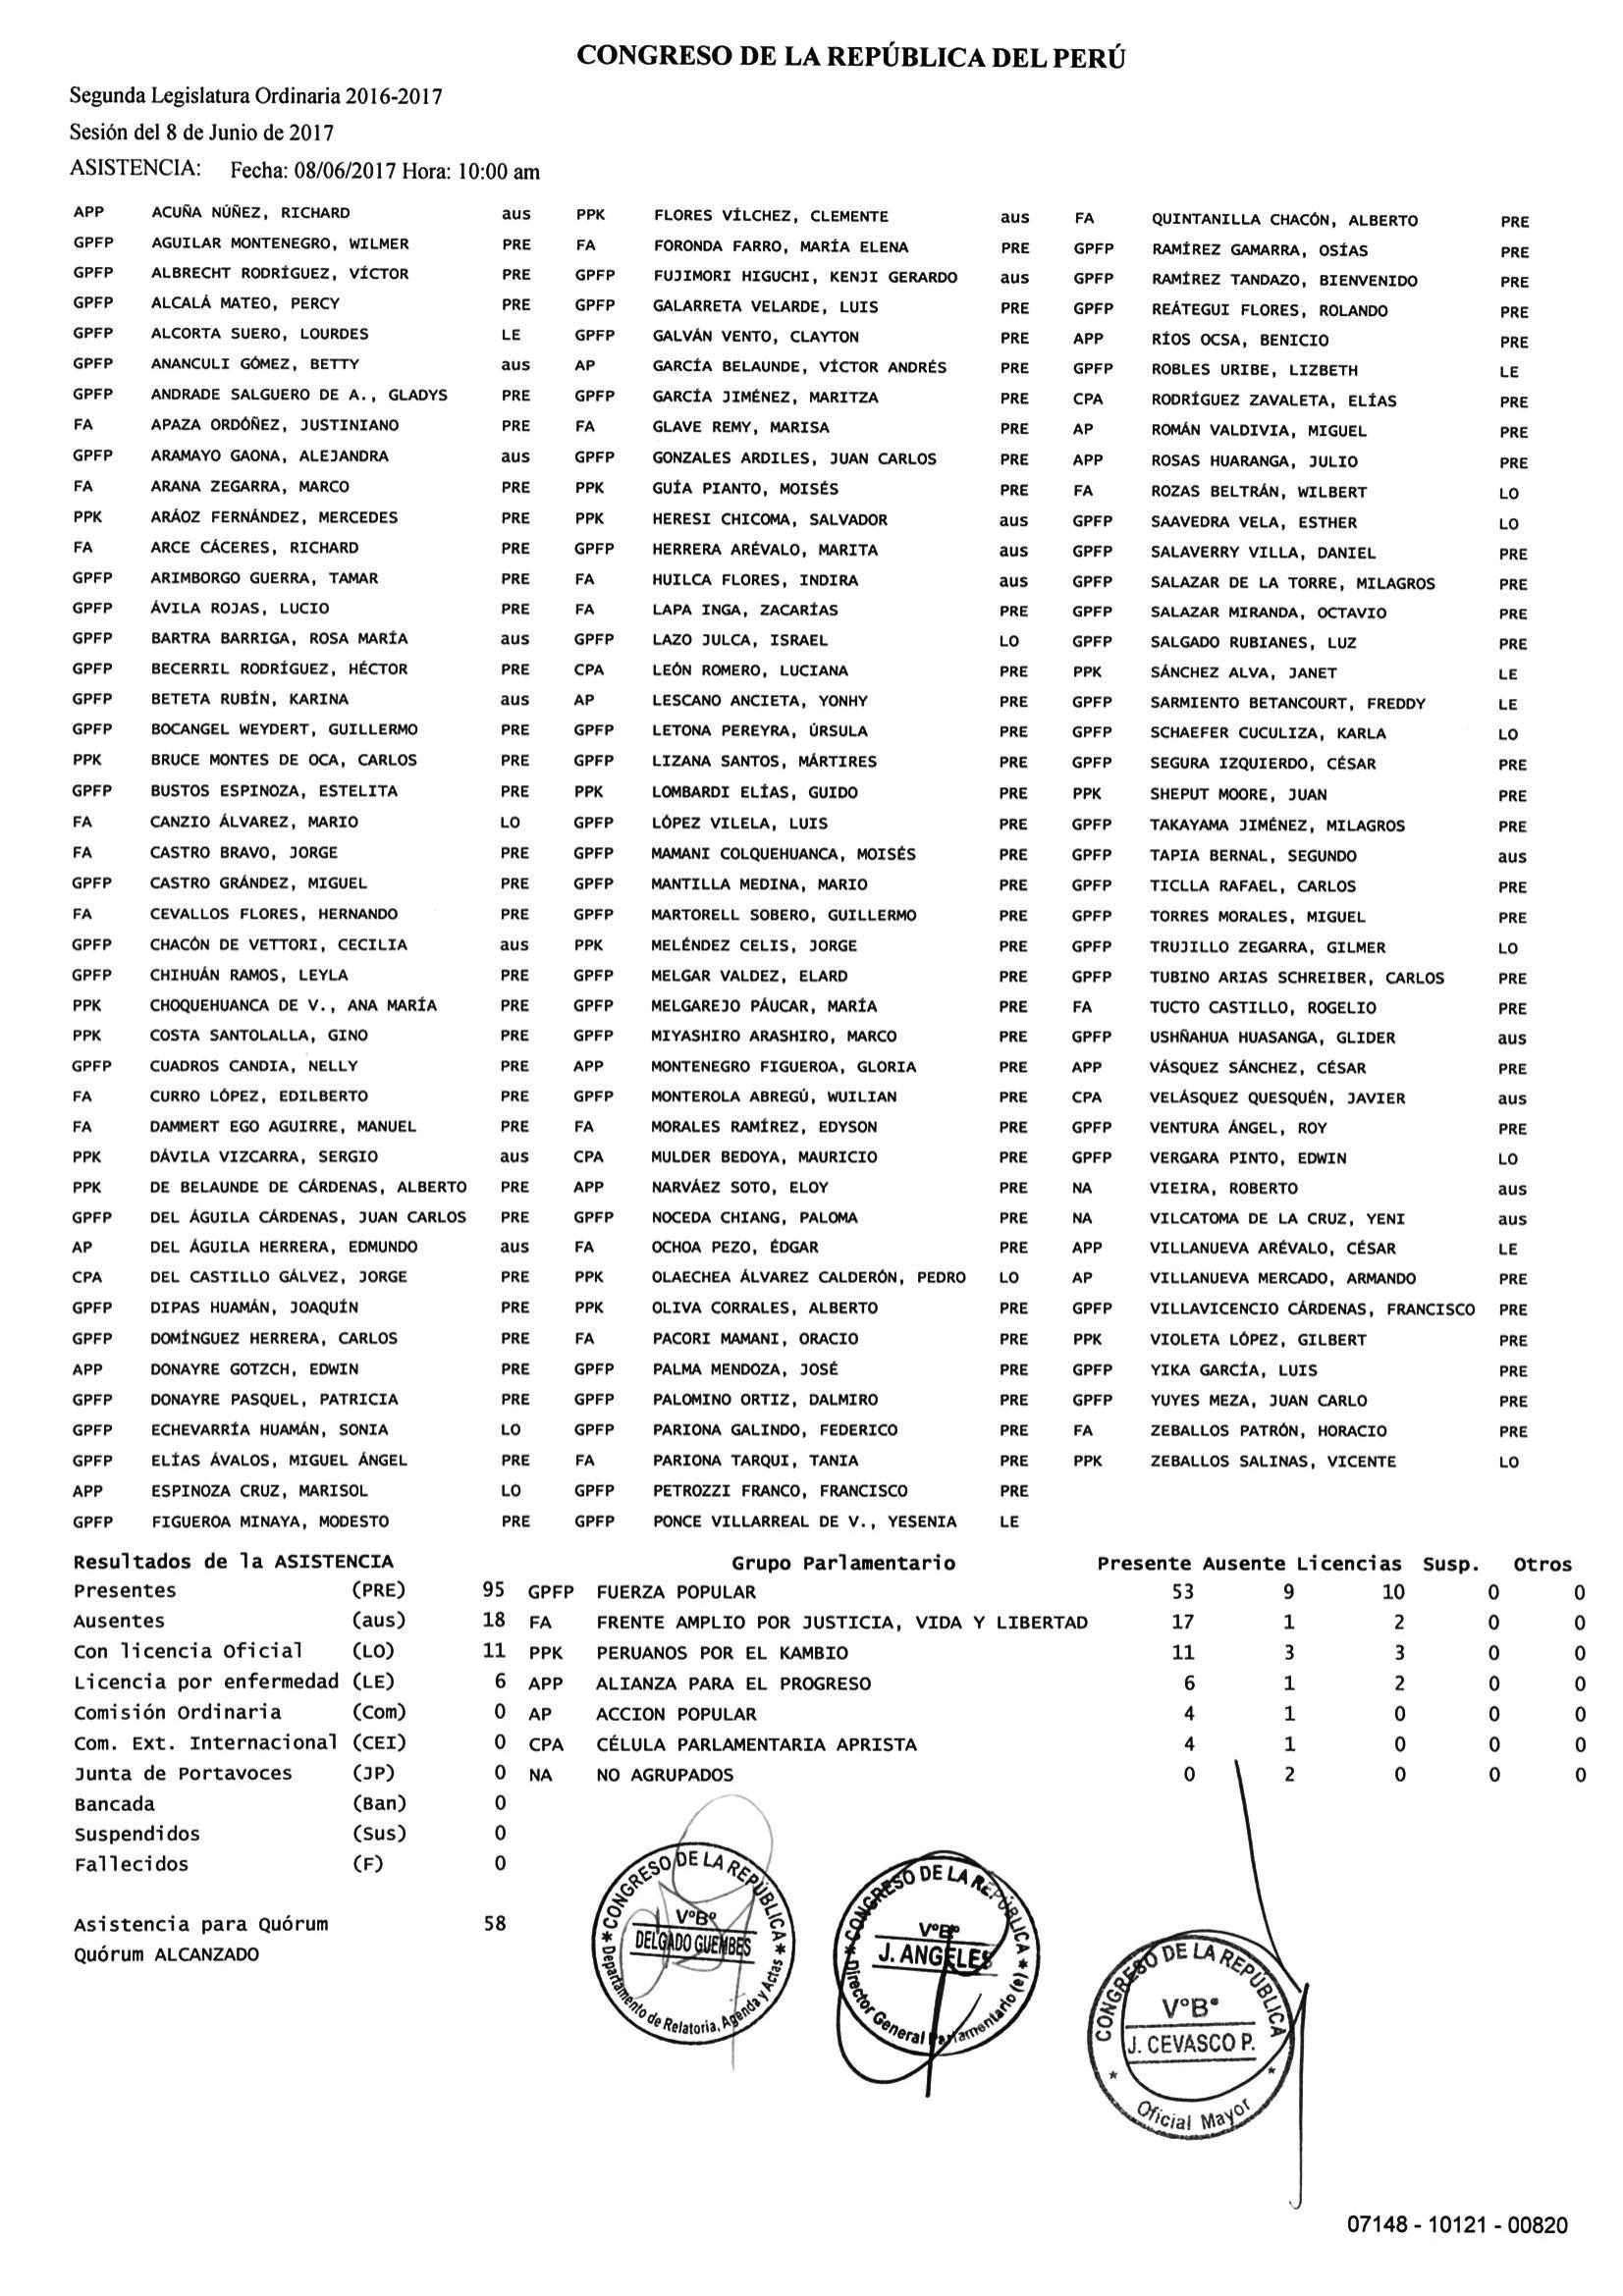 CONGRESO DE LA REPÚBLICA DEL PERÚ
Segunda Legislatura Ordinaria 2016-2017
Sesión del 8 de Junio de 2017
ASISTENCIA: Fecha: 08/06/2017 Hora: 10:00 am
APP ACUÑA NÚÑEZ, RICHARD aus PPK FLORES VÍLCHEZ, CLEMENTE aus FA QUINTANILLA CHACÓN, ALBERTO PRE
GPFP AGUILAR MONTENEGRO, WILMER PRE FA FORONDA FARRO, MARÍA ELENA PRE GPFP RAMÍREZ GAMARRA, OSÍAS PRE
GPFP ALBRECHT RODRÍGUEZ, VÍCTOR PRE GPFP FUJIMORI HIGUCHI, KENJI GERARDO aus GPFP RAMÍREZ TANDAZO, BIENVENIDO PRE
GPFP ALCALÁ MATEO, PERCY PRE GPFP GALARRETA VELARDE, LUIS PRE GPFP REÁTEGUI FLORES, ROLANDO PRE
GPFP ALCORTA SUERO, LOURDES LE GPFP GALVÁN VENTO, CLAYTON PRE APP RÍOS OCSA, BENICIO PRE
GPFP ANANCULI GÓMEZ, BETTY aus AP GARCÍA BELAUNDE, VÍCTOR ANDRÉS PRE GPFP ROBLES URIBE, LIZBETH LE
GPFP ANDRADE SALGUERO DE A., GLADYS PRE GPFP GARCÍA JIMÉNEZ, MARITZA PRE CPA RODRÍGUEZ ZAVALETA, ELÍAS PRE
FA APAZA ORDÓÑEZ, JUSTINIANO PRE FA GLAVE REMY, MARISA PRE AP ROMÁN VALDIVIA, MIGUEL PRE
GPFP ARAMAYO GAONA, ALEJANDRA aus GPFP GONZALES ARDILES, JUAN CARLOS PRE APP ROSAS HUARANGA, JULIO PRE
FA ARANA ZEGARRA, MARCO PRE PPK GUÍA PIANTO, MOISÉS PRE FA ROZAS BELTRÁN, WILBERT LO
PPK ARÁOZ FERNÁNDEZ, MERCEDES PRE PPK HERESI CHICOMA, SALVADOR aus GPFP SAAVEDRA VELA, ESTHER LO
FA ARCE CÁCERES, RICHARD PRE GPFP HERRERA ARÉVALO, MARITA aus GPFP SALAVERRY VILLA, DANIEL PRE
GPFP ARIMBORGO GUERRA, TAMAR PRE FA HUILCA FLORES, INDIRA aus GPFP SALAZAR DE LA TORRE, MILAGROS PRE
GPFP ÁVILA ROJAS, LUCIO PRE FA LAPA INGA, ZACARÍAS PRE GPFP SALAZAR MIRANDA, OCTAVIO PRE
GPFP BARTRA BARRIGA, ROSA MARÍA aus GPFP LAZO JULCA, ISRAEL LO GPFP SALGADO RUBIANES, LUZ PRE
GPFP BECERRIL RODRÍGUEZ, HÉCTOR PRE CPA LEÓN ROMERO, LUCIANA PRE PPK SÁNCHEZ ALVA, JANET LE
GPFP BETETA RUBÍN, KARINA aus AP LESCANO ANCIETA, YONHY PRE GPFP SARMIENTO BETANCOURT, FREDDY LE
GPFP BOCANGEL WEYDERT, GUILLERMO PRE GPFP LETONA PEREYRA, ÚRSULA PRE GPFP SCHAEFER CUCULIZA, KARLA LO
PPK BRUCE MONTES DE OCA, CARLOS PRE GPFP LIZANA SANTOS, MÁRTIRES PRE GPFP SEGURA IZQUIERDO, CÉSAR PRE
GPFP BUSTOS ESPINOZA, ESTELITA PRE PPK LOMBARDI ELÍAS, GUIDO PRE PPK SHEPUT MOORE, JUAN PRE
FA CANZIO ÁLVAREZ, MARIO LO GPFP LÓPEZ VILELA, LUIS PRE GPFP TAKAYAMA JIMÉNEZ, MILAGROS PRE
FA CASTRO BRAVO, JORGE PRE GPFP MAMANI COLQUEHUANCA, MOISÉS PRE GPFP TAPIA BERNAL, SEGUNDO aus
GPFP CASTRO GRÁNDEZ, MIGUEL PRE GPFP MANTILLA MEDINA, MARIO PRE GPFP TICLLA RAFAEL, CARLOS PRE
FA CEVALLOS FLORES, HERNANDO PRE GPFP MARTORELL SOBERO, GUILLERMO PRE GPFP TORRES MORALES, MIGUEL PRE
GPFP CHACÓN DE VETTORI, CECILIA aus PPK MELÉNDEZ CELIS, JORGE PRE GPFP TRUJILLO ZEGARRA, GILMER LO
GPFP CHIHUÁN RAMOS, LEYLA PRE GPFP MELGAR VALDEZ, ELARD PRE GPFP TUBINO ARIAS SCHREIBER, CARLOS PRE
PPK CHOQUEHUANCA DE V., ANA MARÍA PRE GPFP MELGAREJO PÁUCAR, MARÍA PRE FA TUCTO CASTILLO, ROGELIO PRE
PPK COSTA SANTOLALLA, GINO PRE GPFP MIYASHIRO ARASHIRO, MARCO PRE GPFP USHÑAHUA HUASANGA, GLIDER aus
GPFP CUADROS CANDIA, NELLY PRE APP MONTENEGRO FIGUEROA, GLORIA PRE APP VÁSQUEZ SÁNCHEZ, CÉSAR PRE
FA CURRO LÓPEZ, EDILBERTO PRE GPFP MONTEROLA ABREGÚ, WUILIAN PRE CPA VELÁSQUEZ QUESQUÉN, JAVIER aus
FA DAMMERT EGO AGUIRRE, MANUEL PRE FA MORALES RAMÍREZ, EDYSON PRE GPFP VENTURA ÁNGEL, ROY PRE
PPK DÁVILA VIZCARRA, SERGIO aus CPA MULDER BEDOYA, MAURICIO PRE GPFP VERGARA PINTO, EDWIN LO
PPK DE BELAUNDE DE CÁRDENAS, ALBERTO PRE APP NARVÁEZ SOTO, ELOY PRE NA VIEIRA, ROBERTO aus
GPFP DEL ÁGUILA CÁRDENAS, JUAN CARLOS PRE GPFP NOCEDA CHIANG, PALOMA PRE NA VILCATOMA DE LA CRUZ, YENI aus
AP DEL ÁGUILA HERRERA, EDMUNDO aus FA OCHOA PEZO, ÉDGAR PRE APP VILLANUEVA ARÉVALO, CÉSAR LE
CPA DEL CASTILLO GÁLVEZ, JORGE PRE PPK OLAECHEA ÁLVAREZ CALDERÓN, PEDRO LO AP VILLANUEVA MERCADO, ARMANDO PRE
GPFP DIPAS HUAMÁN, JOAQUÍN PRE PPK OLIVA CORRALES, ALBERTO PRE GPFP VILLAVICENCIO CÁRDENAS, FRANCISCO PRE
GPFP DOMÍNGUEZ HERRERA, CARLOS PRE FA PACORI MAMANI, ORACIO PRE PPK VIOLETA LÓPEZ, GILBERT PRE
APP DONAYRE GOTZCH, EDWIN PRE GPFP PALMA MENDOZA, JOSÉ PRE GPFP YIKA GARCÍA, LUIS PRE
GPFP DONAYRE PASQUEL, PATRICIA PRE GPFP PALOMINO ORTIZ, DALMIRO PRE GPFP YUYES MEZA, JUAN CARLO PRE
GPFP ECHEVARRÍA HUAMÁN, SONIA LO GPFP PARIONA GALINDO, FEDERICO PRE FA ZEBALLOS PATRÓN, HORACIO PRE
GPFP ELÍAS ÁVALOS, MIGUEL ÁNGEL PRE FA PARIONA TARQUI, TANIA PRE PPK ZEBALLOS SALINAS, VICENTE LO
APP ESPINOZA CRUZ, MARISOL LO GPFP PETROZZI FRANCO, FRANCISCO PRE
GPFP FIGUEROA MINAYA, MODESTO PRE GPFP PONCE VILLARREAL DE V., YESENIA LE
Resultados de la ASISTENCIA Grupo Parlamentario Presente Ausente Licencias Susp. Otros
Presentes (PRE) 95 GPFP FUERZA POPULAR 53 9 10 0 0
Ausentes (aus) 18 FA FRENTE AMPLIO POR JUSTICIA, VIDA Y LIBERTAD 17 1 2 0 0
Con licencia Oficial (LO) 11 PPK PERUANOS POR EL KAMBIO 11 3 3 0 0
Licencia por enfermedad (LE) 6 APP ALIANZA PARA EL PROGRESO 6 1 2 0 0
Comisión Ordinaria (Com) 0 AP ACCION POPULAR 4 1 0 0 0
Com. Ext. Internacional (CEI) 0 CPA CÉLULA PARLAMENTARIA APRISTA 4 1 0 0 0
Junta de Portavoces (JP) 0 NA NO AGRUPADOS 0 2 0 0 0
Bancada (Ban) 0
Suspendidos (Sus) 0
Fallecidos (F) 0
Asistencia para Quórum 58
Quórum ALCANZADO
CONGRESO DE LA REPÚBLICA
VºBº
DELGADO GUEMBES
Departamento de Relatoria, Agenda y Actas
CONGRESO DE LA REPÚBLICA
VºBº
J. ANGELES
Director General Parlamentario (e)
CONGRESO DE LA REPÚBLICA
VºBº
J. CEVASCO P.
Oficial Mayor
07148 - 10121 - 00820